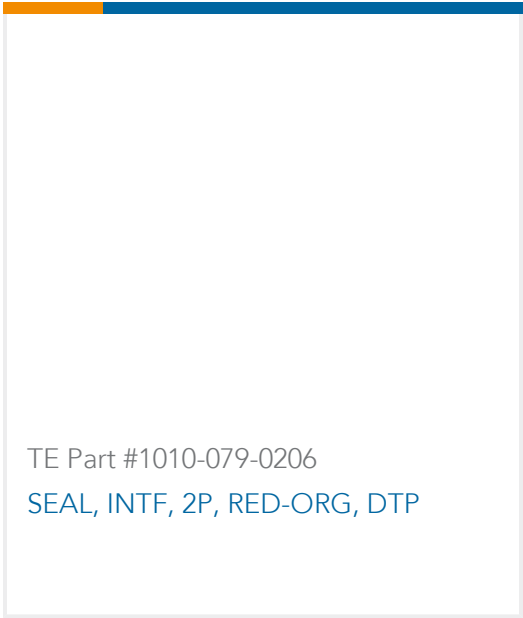 TE Part #1010-079-0206
SEAL, INTF, 2P, RED-ORG, DTP